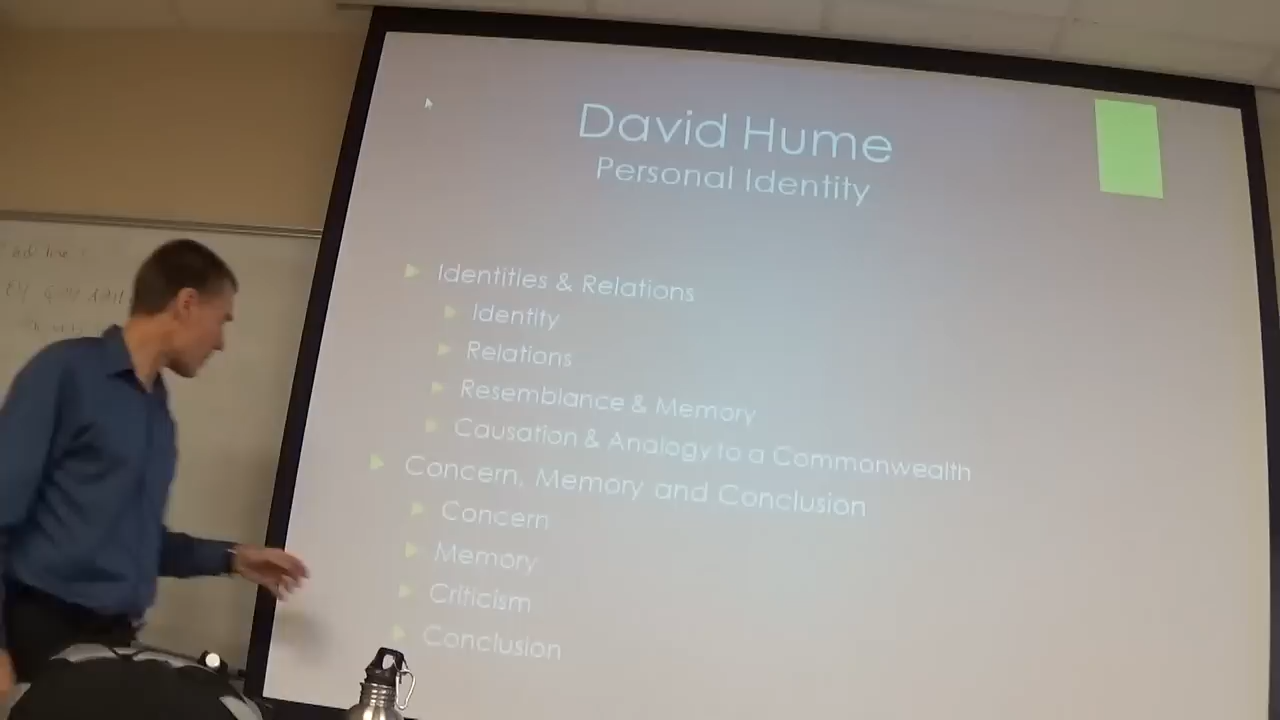 David Hume
Personal Identity
Identities & Relations
Identity
Relations
Resemblance & Memory
Causation & Analogy to a Commonwealth
Concern, Memory and Conclusion
Concern
Memory
Criticism
Conclusion